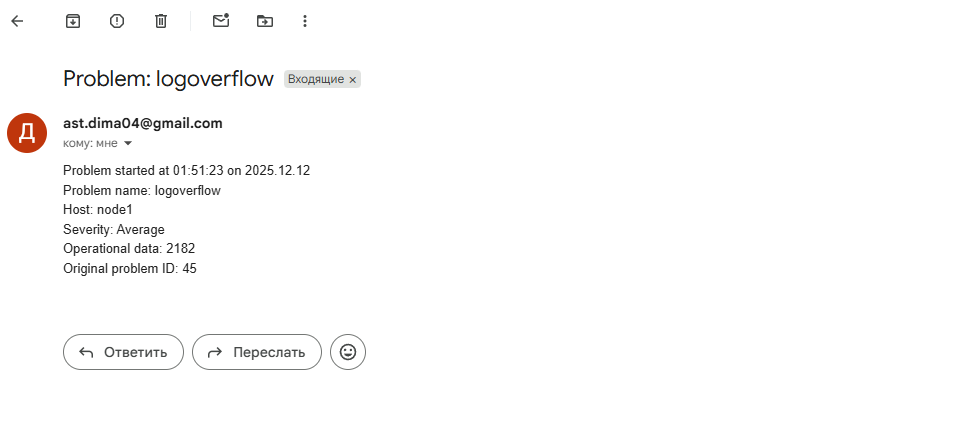 Problem: logoverflow Входящие ×
Д
ast.dima04@gmail.com
кому: мне
Problem started at 01:51:23 on 2025.12.12
Problem name: logoverflow
Host: node1
Severity: Average
Operational data: 2182
Original problem ID: 45
Ответить Переслать